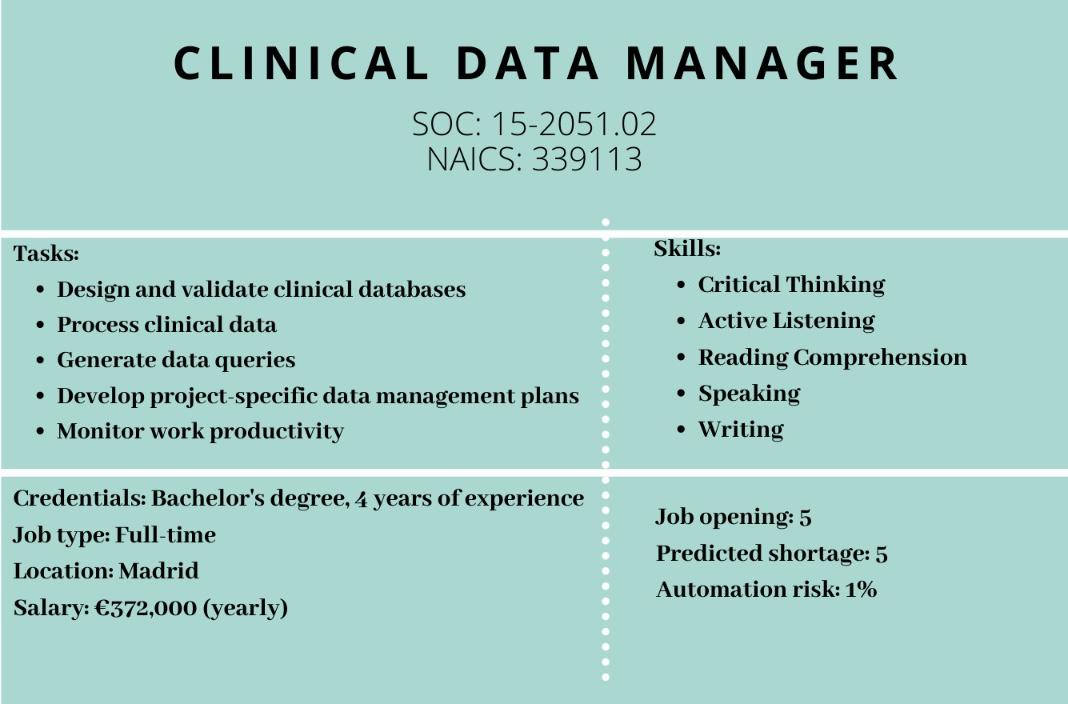 CLINICAL DATA MANAGER
SOC: 15-2051.02
NAICS: 339113
Tasks:
• Design and validate clinical databases
• Process clinical data
• Generate data queries
• Develop project-specific data management plans
• Monitor work productivity
Skills:
• Critical Thinking
• Active Listening
• Reading Comprehension
• Speaking
• Writing
Credentials: Bachelor's degree, 4 years of experience
Job type: Full-time
Location: Madrid
Salary: €372,000 (yearly)
Job opening: 5
Predicted shortage: 5
Automation risk: 1%